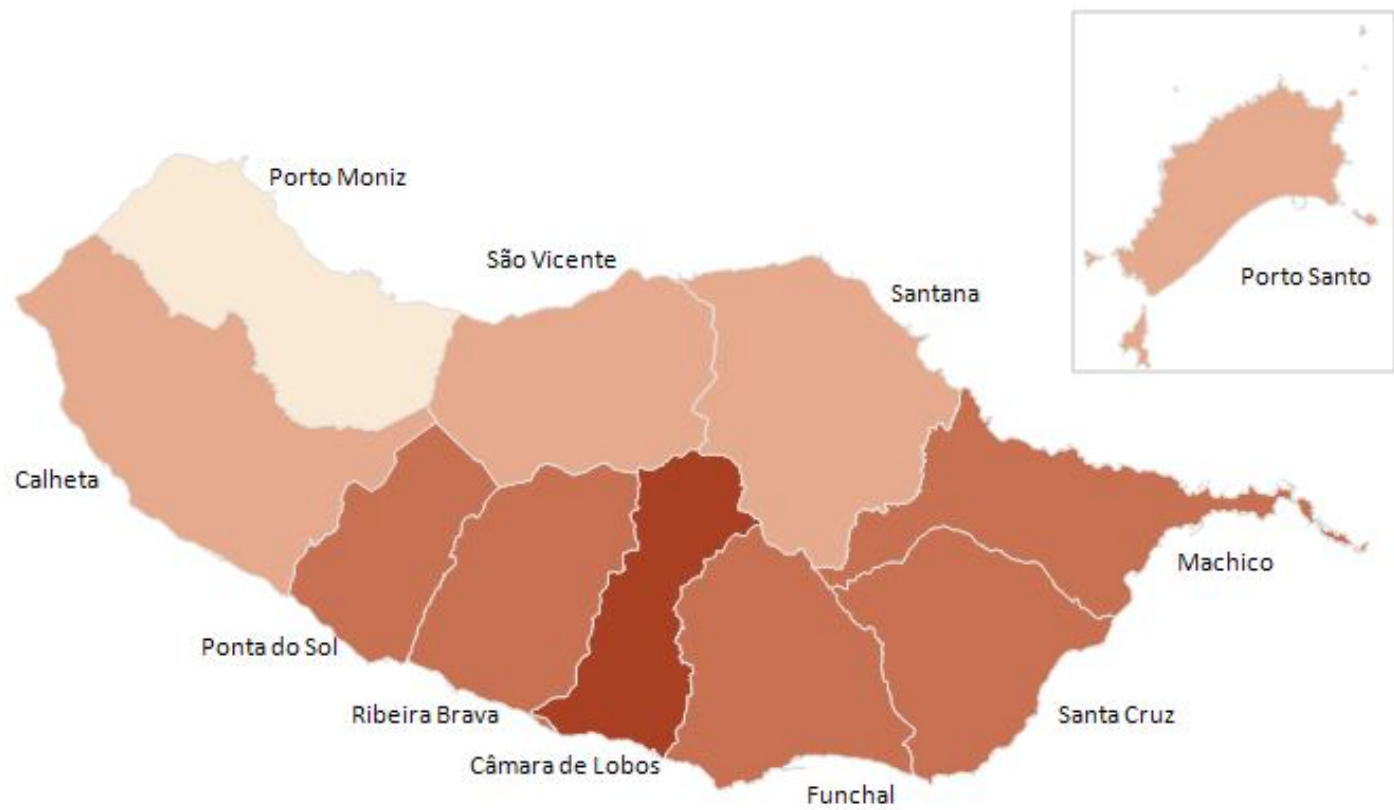 Porto Moniz
São Vicente
Santana
Porto Santo
Calheta
Machico
Ponta do Sol
Ribeira Brava
Santa Cruz
Câmara de Lobos
Funchal